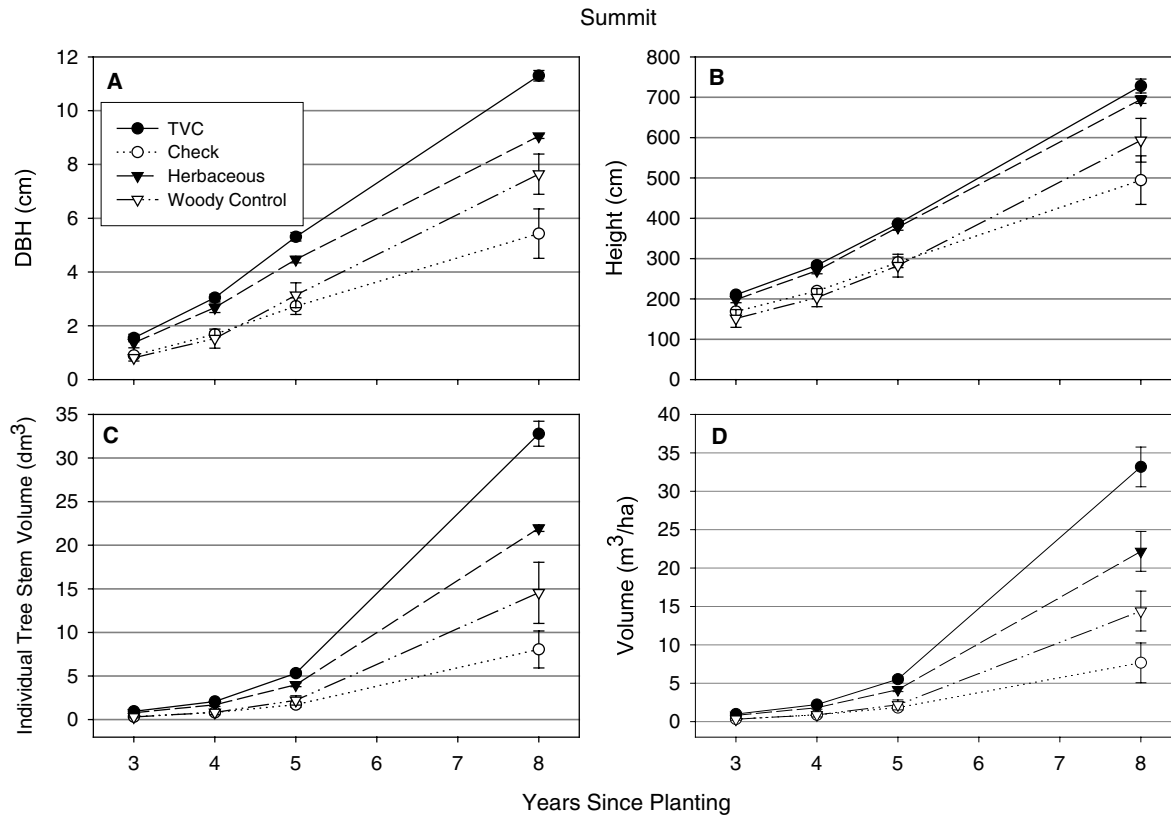 Summit
A
12
10
8
6
4
2
0
DBH (cm)
TVC
Check
Herbaceous
Woody Control
B
800
700
600
500
400
300
200
100
0
Height (cm)
C
35
30
25
20
15
10
5
0
Individual Tree Stem Volume (dm³)
3 4 5 6 7 8
D
40
35
30
25
20
15
10
5
0
Volume (m³/ha)
3 4 5 6 7 8
Years Since Planting